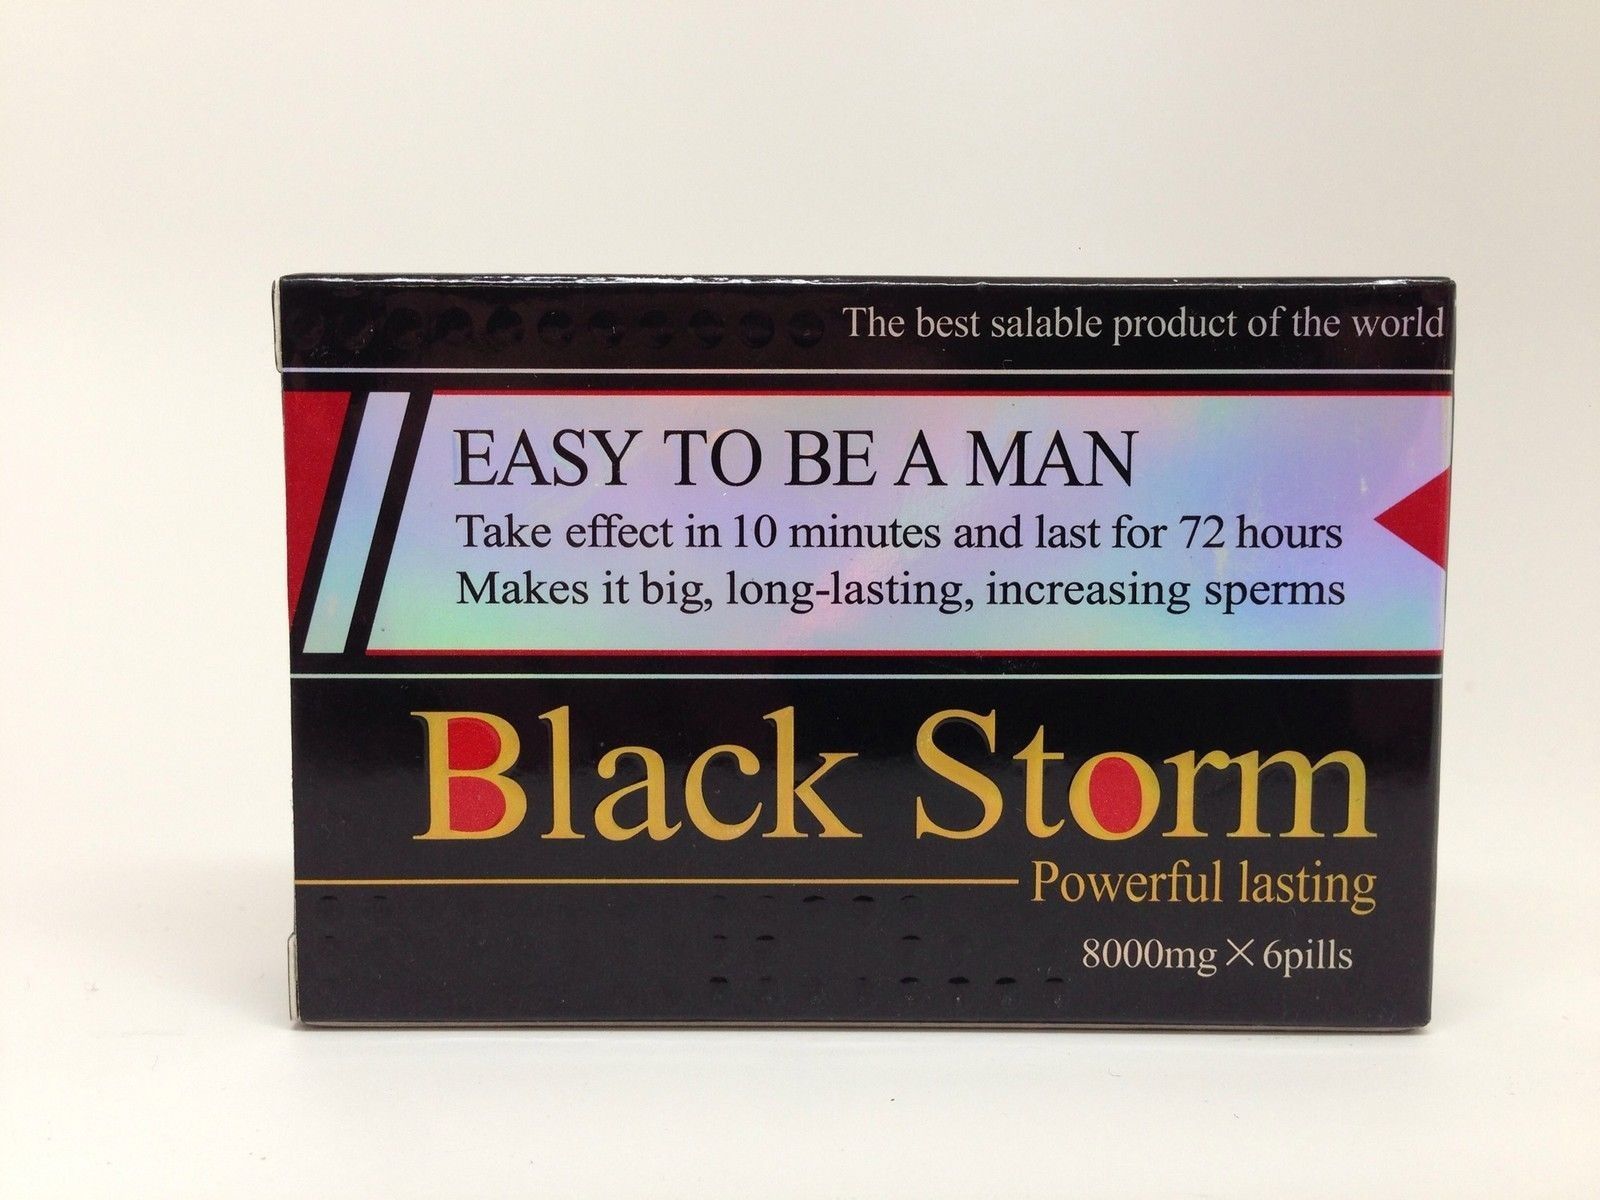 The best salable product of the world
EASY TO BE A MAN
Take effect in 10 minutes and last for 72 hours
Makes it big, long-lasting, increasing sperms
Black Storm
Powerful lasting
8000mg×6pills